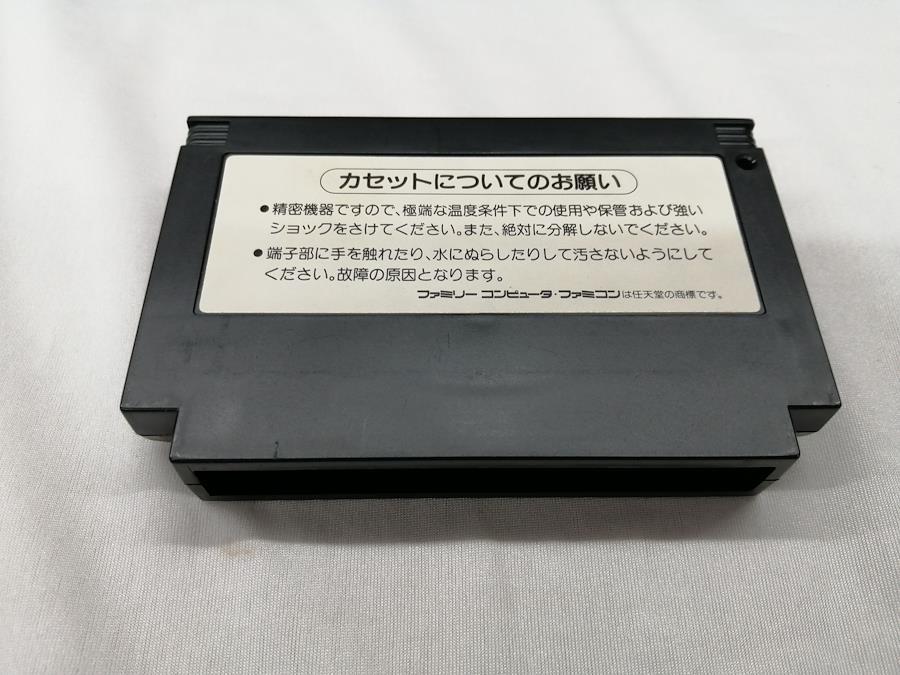 カセットについてのお願い
●精密機器ですので、極端な温度条件下での使用や保管および強い
ショックをさけてください。また、絶対に分解しないでください。
●端子部に手を触れたり、水にぬらしたりして汚さないようにして
ください。故障の原因となります。
ファミリー コンピュータ・ファミコンは任天堂の商標です。